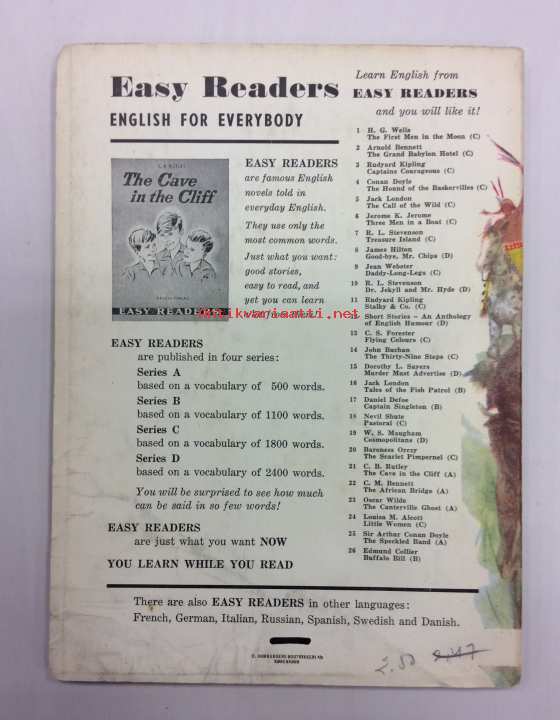 Easy Readers
ENGLISH FOR EVERYBODY
The Cave
in the Cliff
EASY READERS
EASY READERS
are famous English
novels told in
everyday English.
They use only the
most common words.
Just what you want:
good stories,
easy to read, and
yet you can learn
antikvariaatti.net
EASY READERS
are published in four series:
Series A
based on a vocabulary of 500 words.
Series B
based on a vocabulary of 1100 words.
Series C
based on a vocabulary of 1800 words.
Series D
based on a vocabulary of 2400 words.
You will be surprised to see how much
can be said in so few words!
EASY READERS
are just what you want NOW
YOU LEARN WHILE YOU READ
Learn English from
EASY READERS
and you will like it!
1 H. G. Wells
The First Men in the Moon (C)
2 Arnold Bennett
The Grand Babylon Hotel (C)
3 Rudyard Kipling
Captains Courageous (C)
4 Conan Doyle
The Hound of the Baskervilles (C)
5 Jack London
The Call of the Wild (C)
6 Jerome K. Jerome
Three Men in a Boat (C)
7 R. L. Stevenson
Treasure Island (C)
8 James Hilton
Good-bye, Mr. Chips (D)
9 Jean Webster
Daddy-Long-Legs (C)
10 R. L. Stevenson
Dr. Jekyll and Mr. Hyde (D)
11 Rudyard Kipling
Stalky & Co. (C)
12 Short Stories - An Anthology
of English Humour (D)
13 C. S. Forester
Flying Colours (C)
14 John Buchan
The Thirty-Nine Steps (C)
15 Dorothy L. Sayers
Murder Must Advertise (D)
16 Jack London
Tales of the Fish Patrol (B)
17 Daniel Defoe
Captain Singleton (B)
18 Nevil Shute
Pastoral (C)
19 W. S. Maugham
Cosmopolitans (D)
20 Baroness Orczy
The Scarlet Pimpernel (C)
21 C. B. Rutley
The Cave in the Cliff (A)
22 C. M. Bennett
The African Bridge (A)
23 Oscar Wilde
The Canterville Ghost (A)
24 Louisa M. Alcott
Little Women (C)
25 Sir Arthur Conan Doyle
The Speckled Band (A)
26 Edmund Collier
Buffalo Bill (B)
There are also EASY READERS in other languages:
French, German, Italian, Russian, Spanish, Swedish and Danish.
2.50